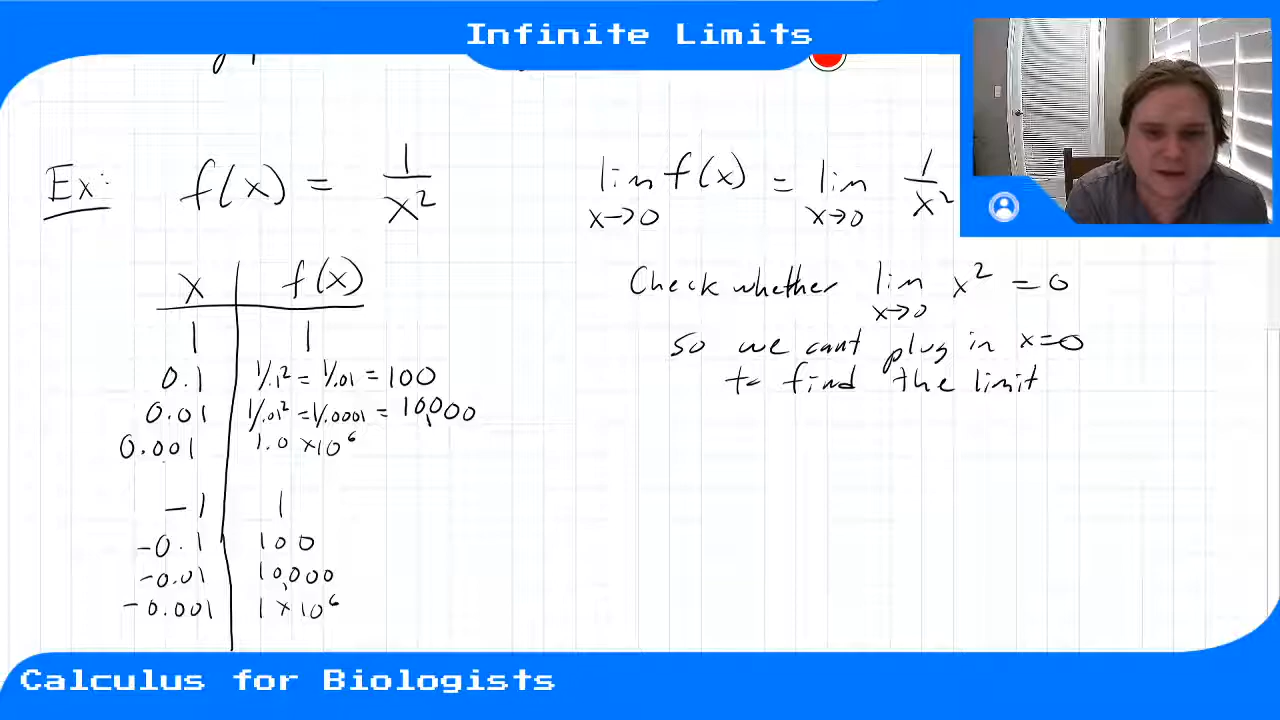 Infinite Limits
Ex: f(x) = 1/x²
x | f(x)
1 | 1
0.1 | 1/.1² = 1/.01 = 100
0.01 | 1/.01² = 1/.0001 = 10,000
0.001 | 1.0 × 10⁶
-1 | 1
-0.1 | 100
-0.01 | 10,000
-0.001 | 1 × 10⁶
lim x→0 f(x) = lim x→0 1/x²
Check whether lim x→0 x² = 0
so we cant plug in x=0
to find the limit
Calculus for Biologists